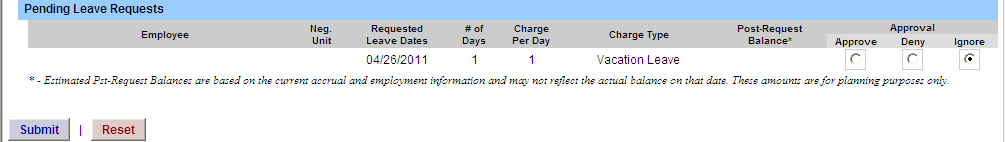 Pending Leave Requests
Employee Neg. Unit Requested Leave Dates # of Days Charge Per Day Charge Type Post-Request Balance* Approval
Approve Deny Ignore
04/26/2011 1 1 Vacation Leave
* - Estimated Pst-Request Balances are based on the current accrual and employment information and may not reflect the actual balance on that date. These amounts are for planning purposes only.
Submit | Reset